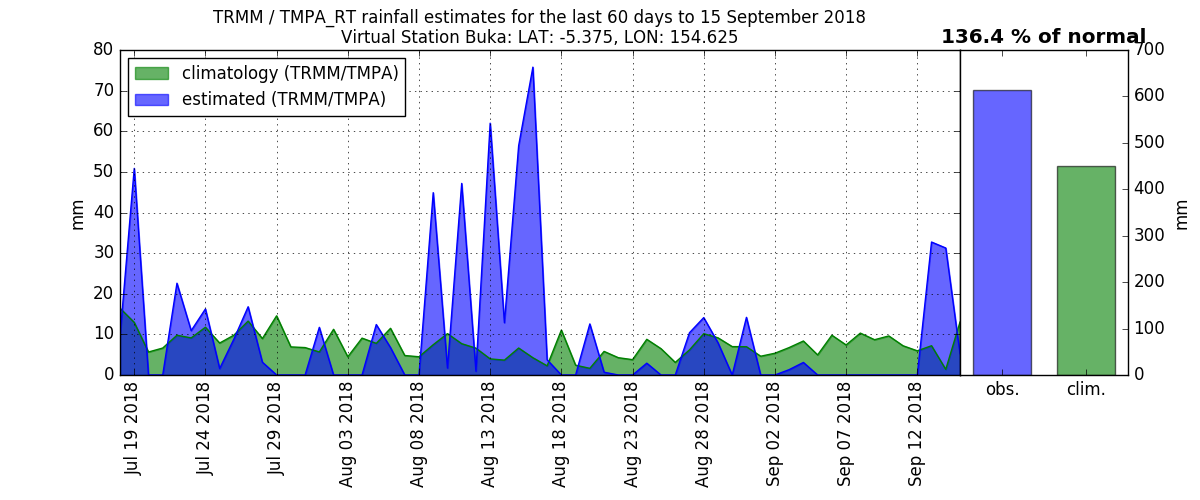 TRMM / TMPA_RT rainfall estimates for the last 60 days to 15 September 2018
Virtual Station Buka: LAT: -5.375, LON: 154.625
136.4 % of normal
climatology (TRMM/TMPA)
estimated (TRMM/TMPA)
80
70
60
50
40
30
20
10
0
mm
Jul 19 2018
Jul 24 2018
Jul 29 2018
Aug 03 2018
Aug 08 2018
Aug 13 2018
Aug 18 2018
Aug 23 2018
Aug 28 2018
Sep 02 2018
Sep 07 2018
Sep 12 2018
700
600
500
400
300
200
100
0
mm
obs.
clim.